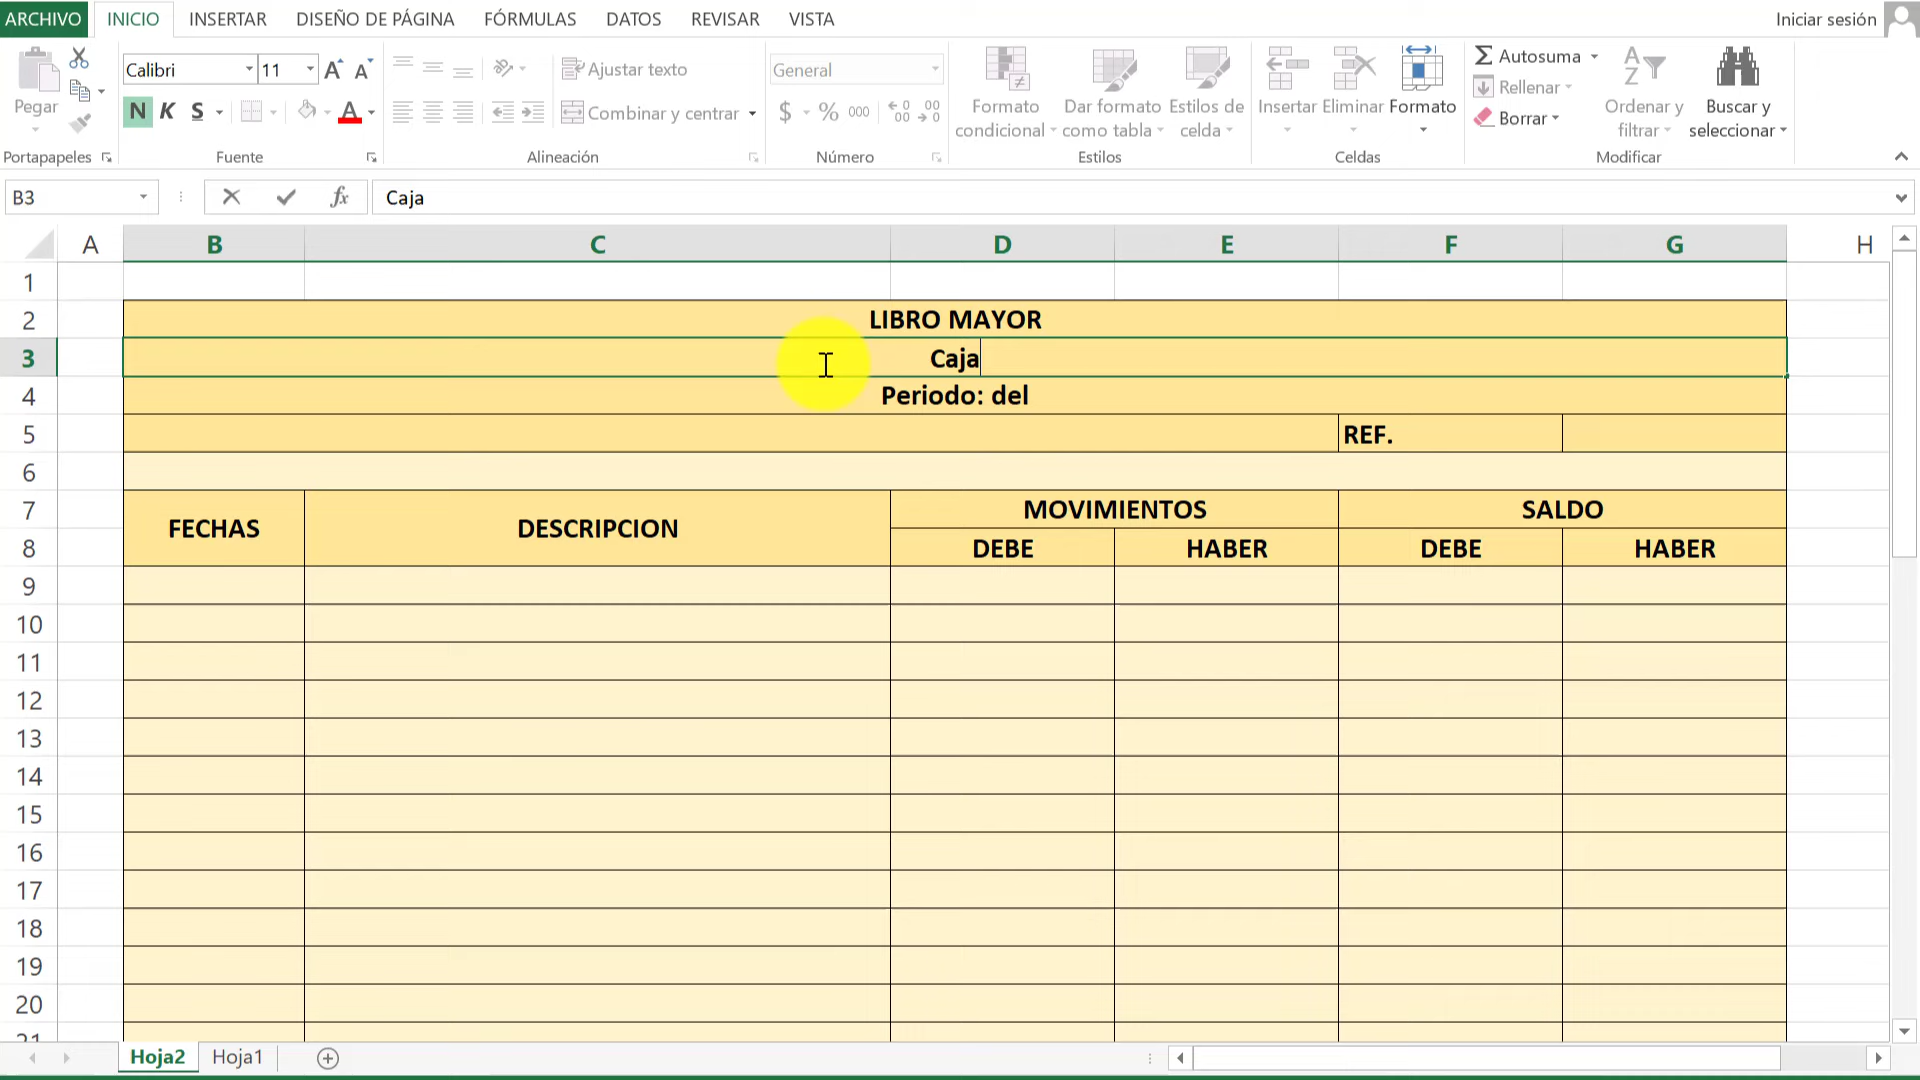 ARCHIVO INICIO INSERTAR DISEÑO DE PÁGINA FÓRMULAS DATOS REVISAR VISTA Iniciar sesión
Pegar
Portapapeles
Calibri 11
N K S A
Fuente
Ajustar texto
Combinar y centrar
Alineación
General
$ % 000
Número
Formato condicional
Dar formato como tabla
Estilos de celda
Estilos
Insertar Eliminar Formato
Celdas
Σ Autosuma
Rellenar
Borrar
Ordenar y filtrar
Buscar y seleccionar
Modificar
B3 fx Caja
A B C D E F G H
1
2 LIBRO MAYOR
3 Caja
4 Periodo: del
5 REF.
6
7 FECHAS DESCRIPCION MOVIMIENTOS SALDO
8 DEBE HABER DEBE HABER
9
10
11
12
13
14
15
16
17
18
19
20
21
Hoja2 Hoja1